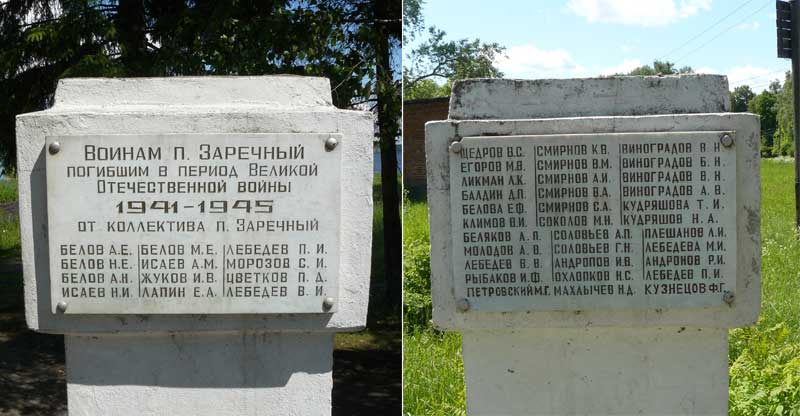 Воинам п. Заречный
погибшим в период Великой
Отечественной войны
1941-1945
от коллектива п. Заречный
БЕЛОВ А.Е. БЕЛОВ М.Е. ЛЕБЕДЕВ П.И.
БЕЛОВ Н.Е. ИСАЕВ А.М. МОРОЗОВ С.И.
БЕЛОВ А.Н. ЖУКОВ И.В. ЦВЕТКОВ П.Д.
ИСАЕВ Н.И. ЛАПИН Е.А. ЛЕБЕДЕВ В.И.
ЩЕДРОВ В.С. СМИРНОВ К.В. ВИНОГРАДОВ В.Н.
ЕГОРОВ М.В. СМИРНОВ В.М. ВИНОГРАДОВ Б.Н.
ЛИКМАН Л.К. СМИРНОВ А.И. ВИНОГРАДОВ В.Н.
БАЛДИН Д.П. СМИРНОВ В.А. ВИНОГРАДОВ А.В.
БЕЛОВА Е.Ф. СМИРНОВ С.А. КУДРЯШОВА Т.И.
КЛИМОВ В.И. СОКОЛОВ М.Н. КУДРЯШОВ Н.А.
БЕЛЯКОВ А.П. СОЛОВЬЕВ А.П. ПЛЕШАНОВ Л.И.
МОЛОДОВ А.В. СОЛОВЬЕВ Г.Н. ЛЕБЕДЕВА М.И.
ЛЕБЕДЕВ В.В. АНДРОПОВ И.В. АНДРОНОВ Р.И.
РЫБАКОВ И.Ф. ОХЛОПКОВ Н.С. ЛЕБЕДЕВ П.И.
ПЕТРОВСКИЙ М.Г. МАХЛЫЧЕВ Н.Д. КУЗНЕЦОВ Ф.Г.